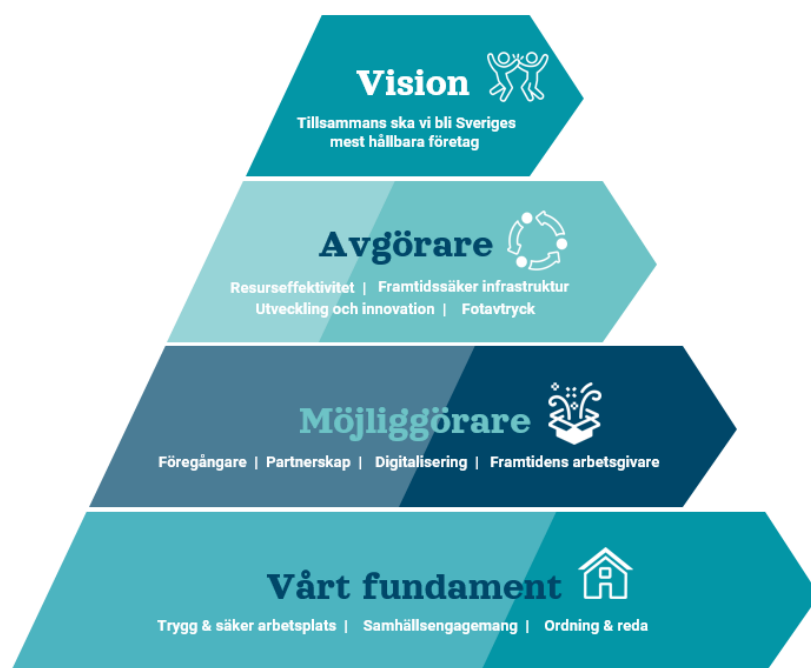 Vision
Tillsammans ska vi bli Sveriges
mest hållbara företag
Avgörare
Resurseffektivitet | Framtidssäker infrastruktur
Utveckling och innovation | Fotavtryck
Möjliggörare
Föregångare | Partnerskap | Digitalisering | Framtidens arbetsgivare
Vårt fundament
Trygg & säker arbetsplats | Samhällsengagemang | Ordning & reda